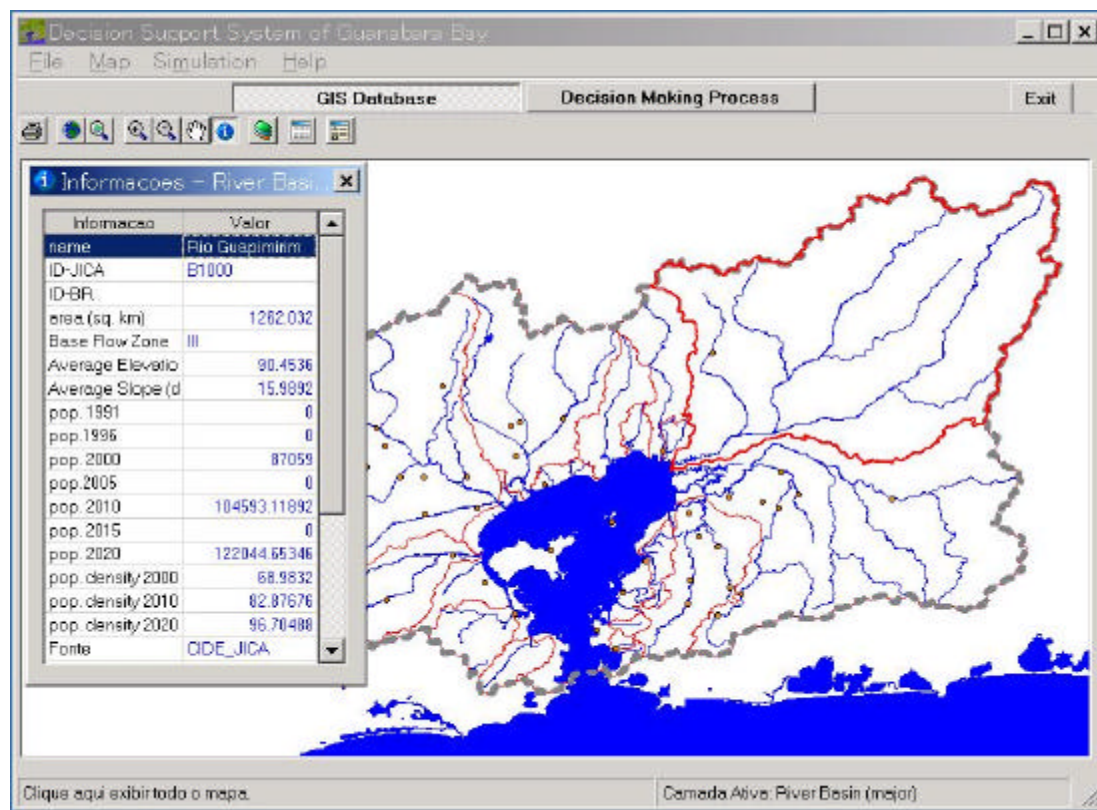 Decision Support System of Guanabara Bay
File Map Simulation Help
GIS Database Decision Making Process Exit
Informacoes - River Basi...
Informacao Valor
name Rio Guapimirim
ID-JICA B1000
ID-BR
area (sq. km) 1262.032
Base Flow Zone III
Average Elevatio 90.4536
Average Slope (d 15.9892
pop. 1991 0
pop.1996 0
pop. 2000 87059
pop.2005 0
pop. 2010 104593.11892
pop. 2015 0
pop. 2020 122044.65346
pop. density 2000 68.9832
pop. density 2010 82.87676
pop. density 2020 96.70488
Fonte CIDE_JICA
Clique aqui exibir todo o mapa. Camada Ativa: River Basin (major)